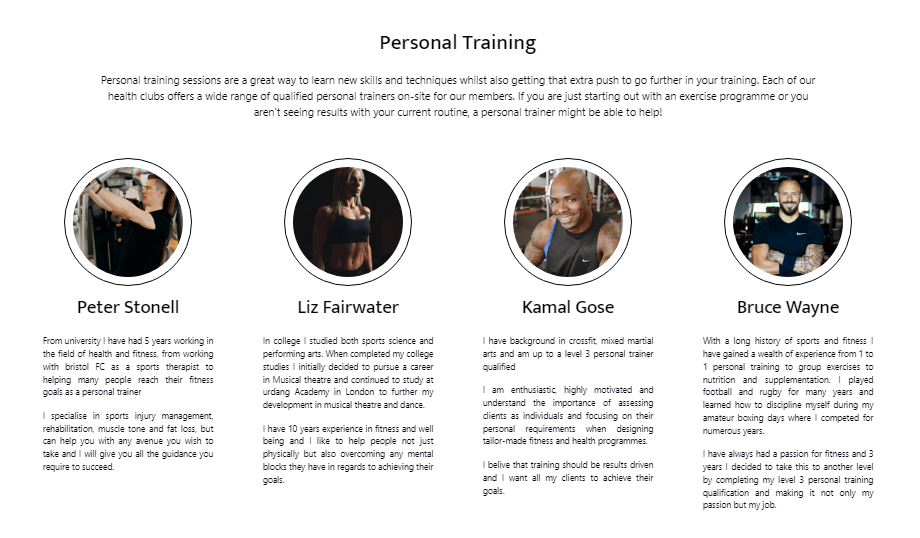 Personal Training
Personal training sessions are a great way to learn new skills and techniques whilst also getting that extra push to go further in your training. Each of our
health clubs offers a wide range of qualified personal trainers on-site for our members. If you are just starting out with an exercise programme or you
aren't seeing results with your current routine, a personal trainer might be able to help!
Peter Stonell
From university I have had 5 years working in
the field of health and fitness, from working
with bristol FC as a sports therapist to
helping many people reach their fitness
goals as a personal trainer
I specialise in sports injury management,
rehabilitation, muscle tone and fat loss, but
can help you with any avenue you wish to
take and I will give you all the guidance you
require to succeed.
Liz Fairwater
In college I studied both sports science and
performing arts. When completed my college
studies I initially decided to pursue a career
in Musical theatre and continued to study at
urdang Academy in London to further my
development in musical theatre and dance.
I have 10 years experience in fitness and well
being and I like to help people not just
physically but also overcoming any mental
blocks they have in regards to achieving their
goals.
Kamal Gose
I have background in crossfit, mixed martial
arts and am up to a level 3 personal trainer
qualified
I am enthusiastic, highly motivated and
understand the importance of assessing
clients as individuals and focusing on their
personal requirements when designing
tailor-made fitness and health programmes.
I belive that training should be results driven
and I want all my clients to achieve their
goals.
Bruce Wayne
With a long history of sports and fitness I
have gained a wealth of experience from 1 to
1 personal training to group exercises to
nutrition and supplementation. I played
football and rugby for many years and
learned how to discipline myself during my
amateur boxing days where I competed for
numerous years.
I have always had a passion for fitness and 3
years I decided to take this to another level
by completing my level 3 personal training
qualification and making it not only my
passion but my job.